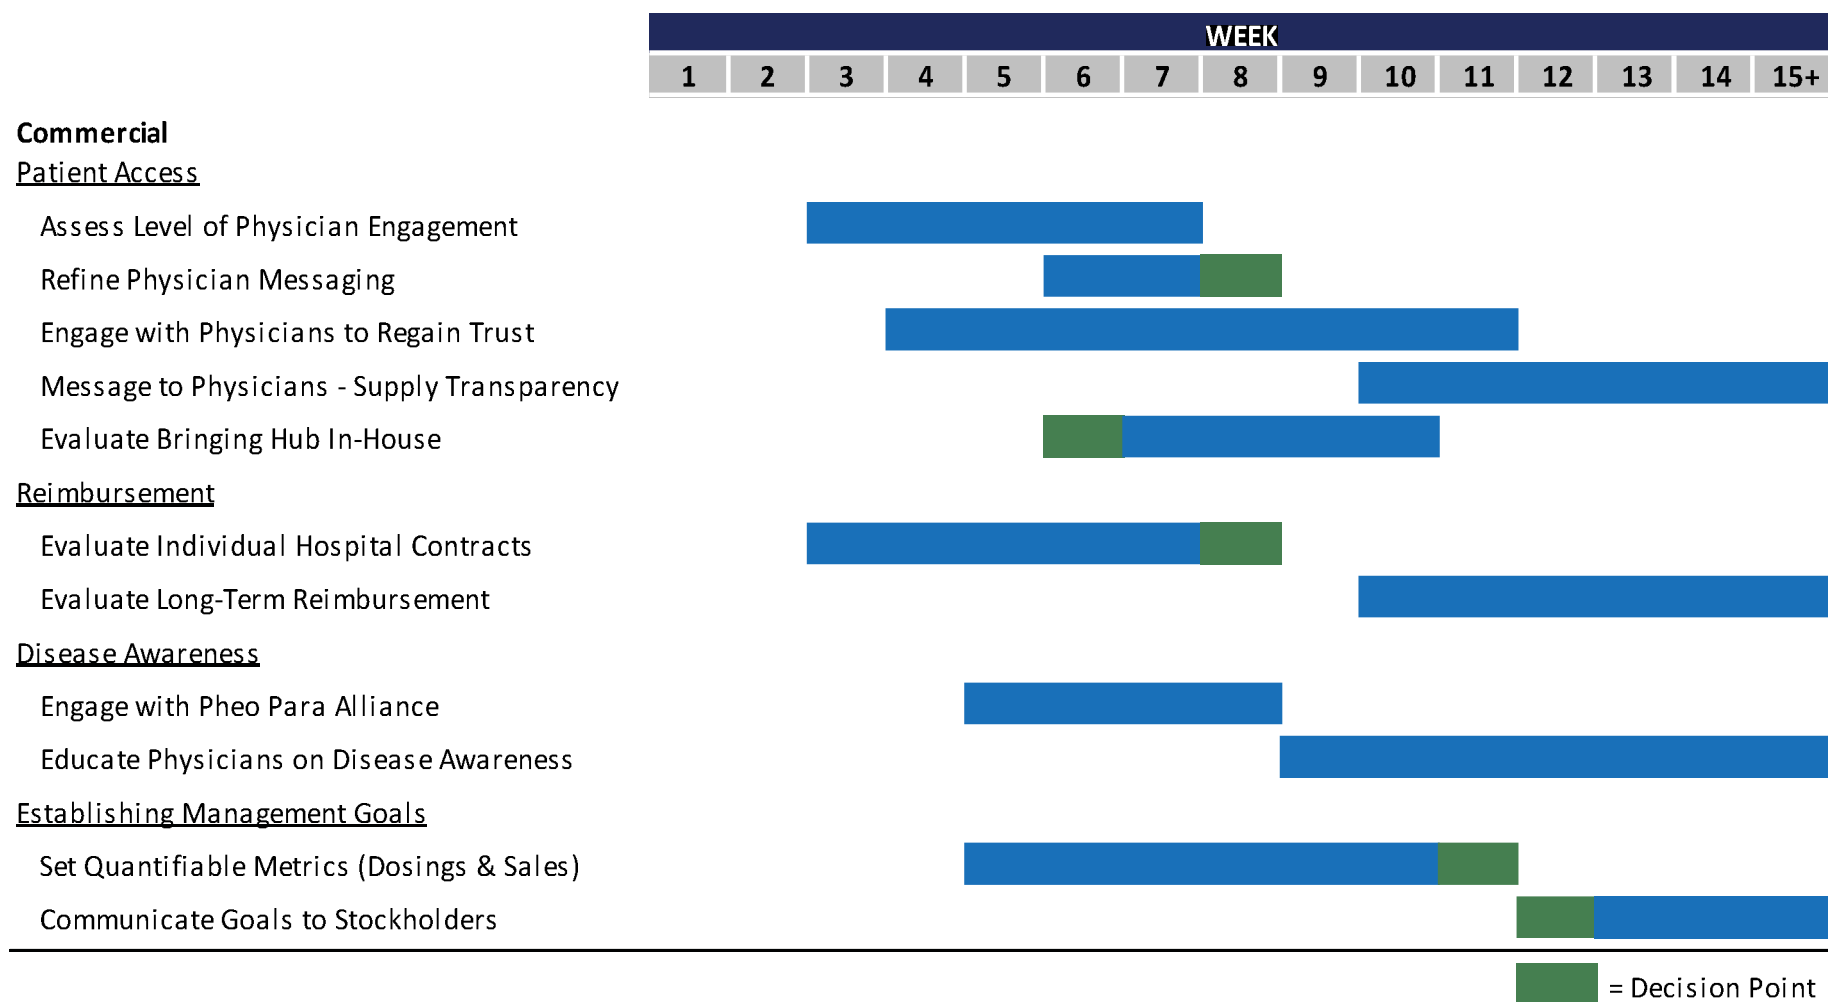 WEEK
1 2 3 4 5 6 7 8 9 10 11 12 13 14 15+
Commercial
Patient Access
Assess Level of Physician Engagement
Refine Physician Messaging
Engage with Physicians to Regain Trust
Message to Physicians - Supply Transparency
Evaluate Bringing Hub In-House
Reimbursement
Evaluate Individual Hospital Contracts
Evaluate Long-Term Reimbursement
Disease Awareness
Engage with Pheo Para Alliance
Educate Physicians on Disease Awareness
Establishing Management Goals
Set Quantifiable Metrics (Dosings & Sales)
Communicate Goals to Stockholders
= Decision Point